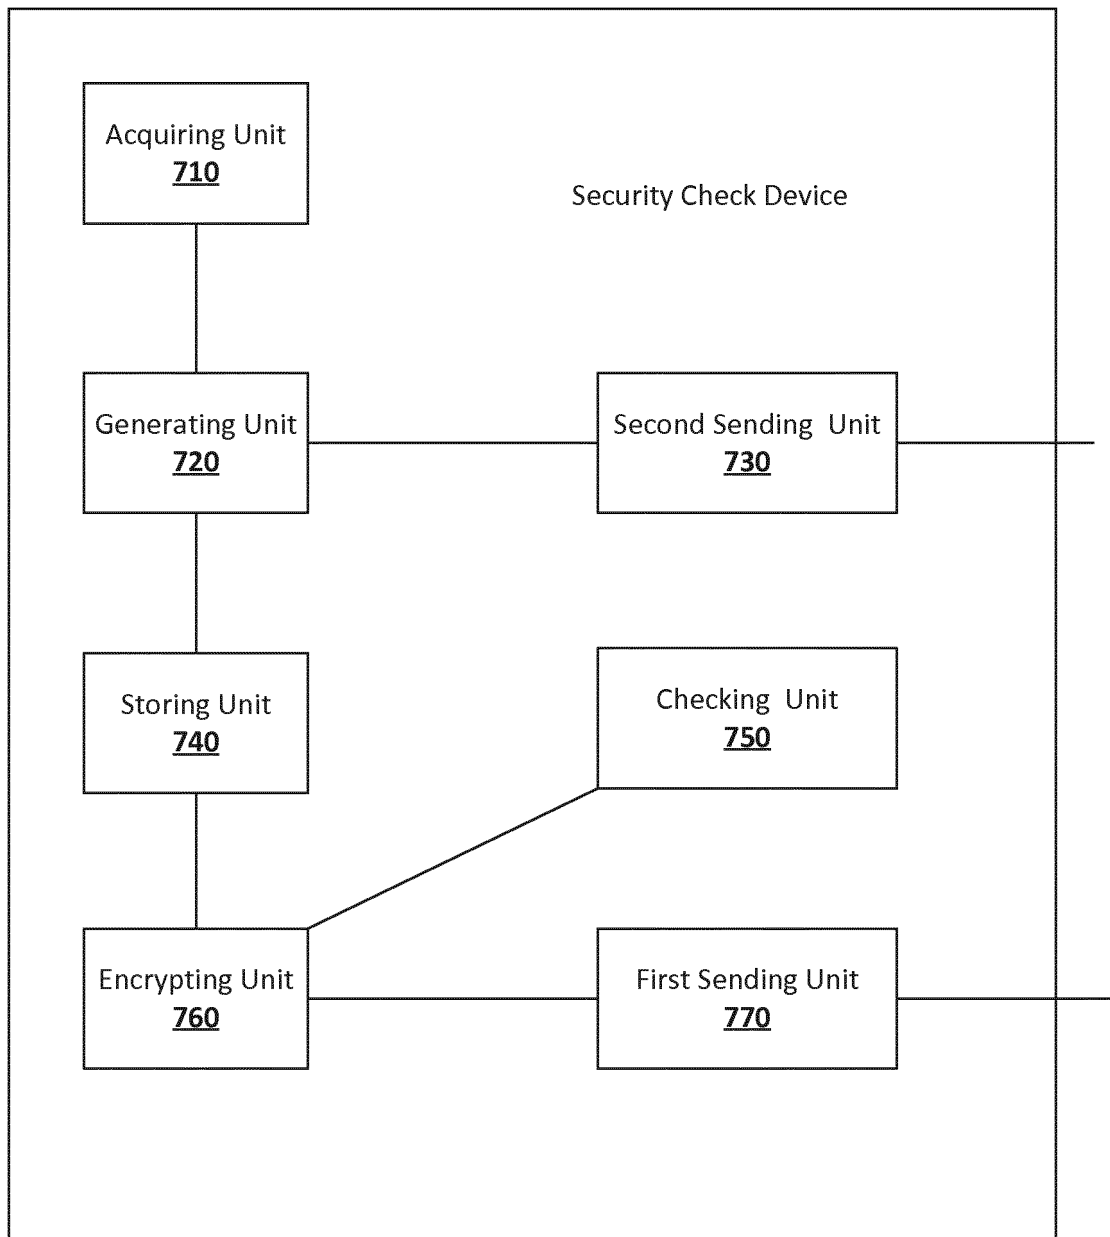 Acquiring Unit
710
Security Check Device
Generating Unit
720
Second Sending Unit
730
Storing Unit
740
Checking Unit
750
Encrypting Unit
760
First Sending Unit
770